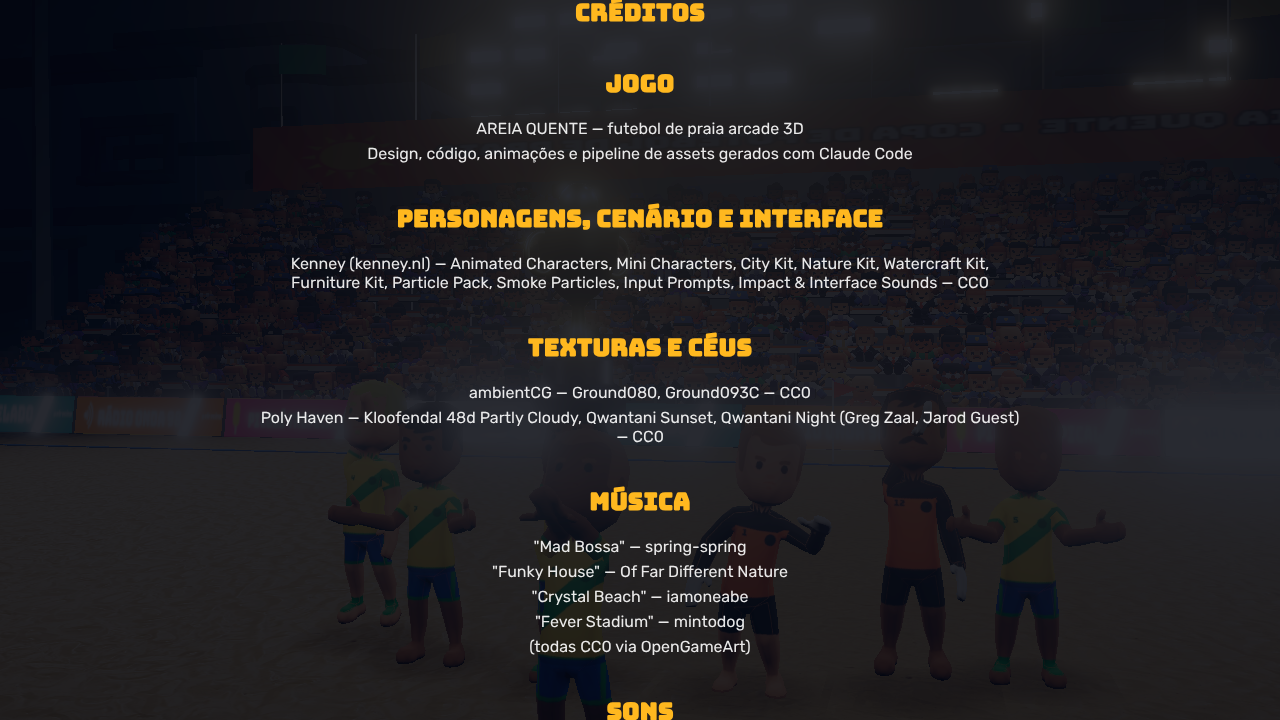 CRÉDITOS
JOGO
AREIA QUENTE — futebol de praia arcade 3D
Design, código, animações e pipeline de assets gerados com Claude Code
PERSONAGENS, CENÁRIO E INTERFACE
Kenney (kenney.nl) — Animated Characters, Mini Characters, City Kit, Nature Kit, Watercraft Kit,
Furniture Kit, Particle Pack, Smoke Particles, Input Prompts, Impact & Interface Sounds — CC0
TEXTURAS E CÉUS
ambientCG — Ground080, Ground093C — CC0
Poly Haven — Kloofendal 48d Partly Cloudy, Qwantani Sunset, Qwantani Night (Greg Zaal, Jarod Guest)
— CC0
MÚSICA
"Mad Bossa" — spring-spring
"Funky House" — Of Far Different Nature
"Crystal Beach" — iamoneabe
"Fever Stadium" — mintodog
(todas CC0 via OpenGameArt)
SONS